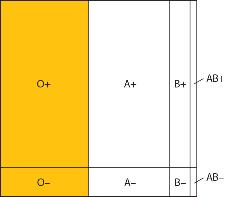 O+ A+ B+ AB+
O– A– B– AB–